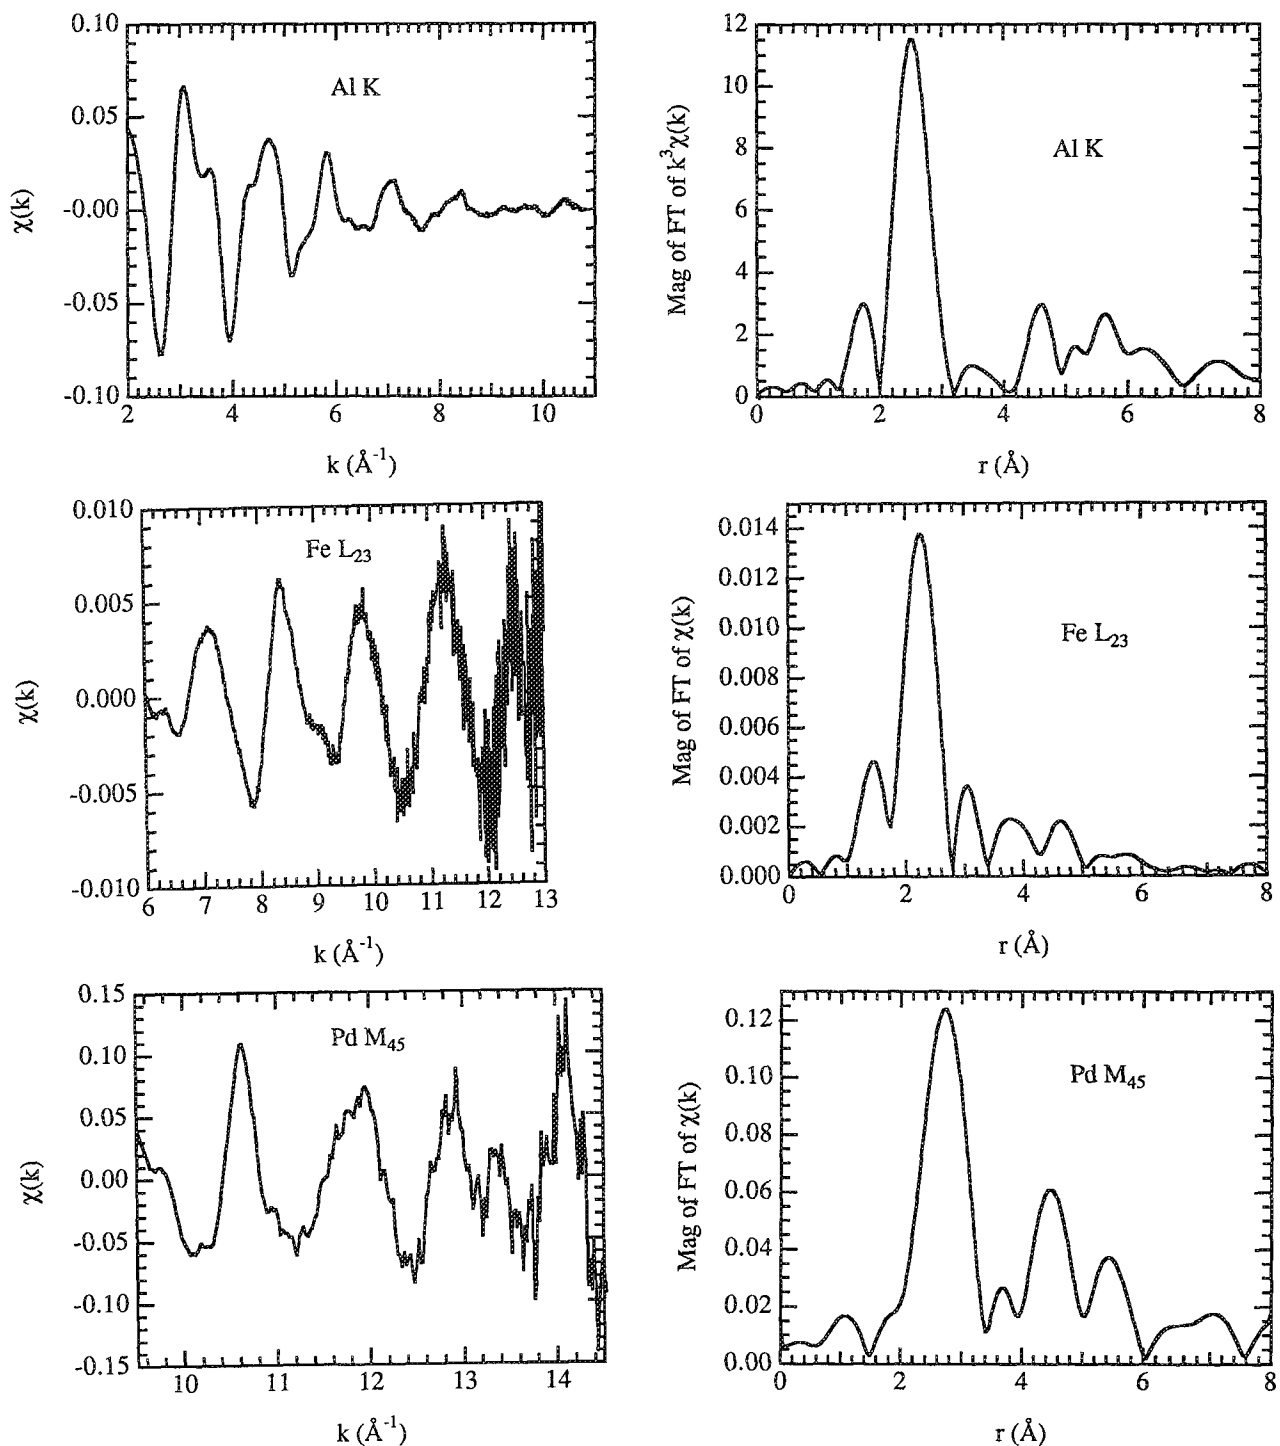 0.10
0.05
-0.00
-0.05
-0.10
χ(k)
Al K
2 4 6 8 10
k (Å⁻¹)
12
10
8
6
4
2
0
Mag of FT of k³χ(k)
Al K
0 2 4 6 8
r (Å)
0.010
0.005
0.000
-0.005
-0.010
χ(k)
Fe L₂₃
6 7 8 9 10 11 12 13
k (Å⁻¹)
0.014
0.012
0.010
0.008
0.006
0.004
0.002
0.000
Mag of FT of χ(k)
Fe L₂₃
0 2 4 6 8
r (Å)
0.15
0.10
0.05
0.00
-0.05
-0.10
-0.15
χ(k)
Pd M₄₅
10 11 12 13 14
k (Å⁻¹)
0.12
0.10
0.08
0.06
0.04
0.02
0.00
Mag of FT of χ(k)
Pd M₄₅
0 2 4 6 8
r (Å)